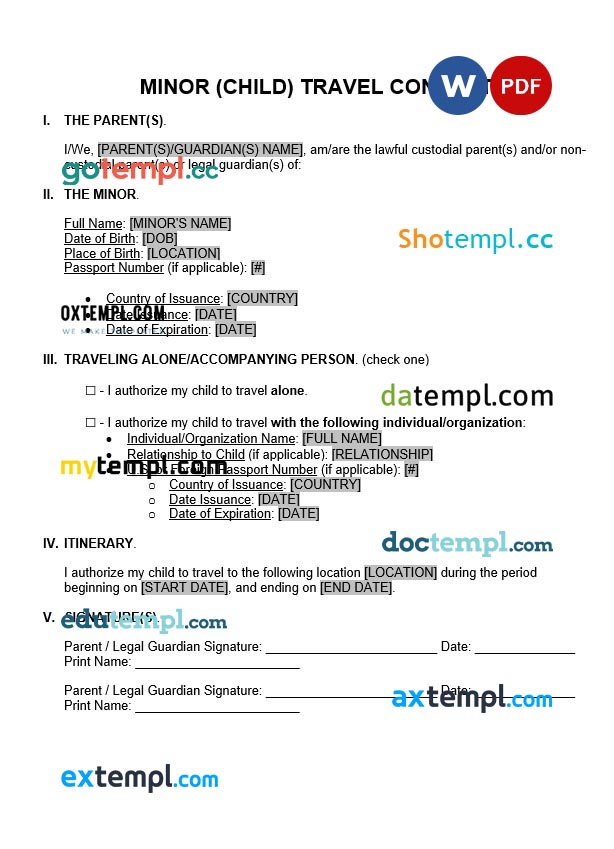 MINOR (CHILD) TRAVEL CON
W
PDF
I. THE PARENT(S).
I/We, [PARENT(S)/GUARDIAN(S) NAME], am/are the lawful custodial parent(s) and/or non-
custodial parent(s) or legal guardian(s) of:
gotempl.cc
II. THE MINOR.
Full Name: [MINOR'S NAME]
Date of Birth: [DOB]
Shotempl.cc
Place of Birth: [LOCATION]
Passport Number (if applicable): [#]
• Country of Issuance: [COUNTRY]
OXTEMPL.COM
• Date Issuance: [DATE]
WE MAKE
• Date of Expiration: [DATE]
III. TRAVELING ALONE/ACCOMPANYING PERSON. (check one)
☐ - I authorize my child to travel alone.
datempl.com
☐ - I authorize my child to travel with the following individual/organization:
• Individual/Organization Name: [FULL NAME]
• Relationship to Child (if applicable): [RELATIONSHIP]
mytempl.com
• U.S. or Foreign Passport Number (if applicable): [#]
o Country of Issuance: [COUNTRY]
o Date Issuance: [DATE]
o Date of Expiration: [DATE]
IV. ITINERARY.
doctempl.com
I authorize my child to travel to the following location [LOCATION] during the period
beginning on [START DATE], and ending on [END DATE].
V. SIGNATURE(S).
edutempl.com
Parent / Legal Guardian Signature: _______________________ Date: _____________
Print Name: ______________________
Parent / Legal Guardian Signature: _______________________ Date: _____________
axtempl.com
Print Name: ______________________
extempl.com